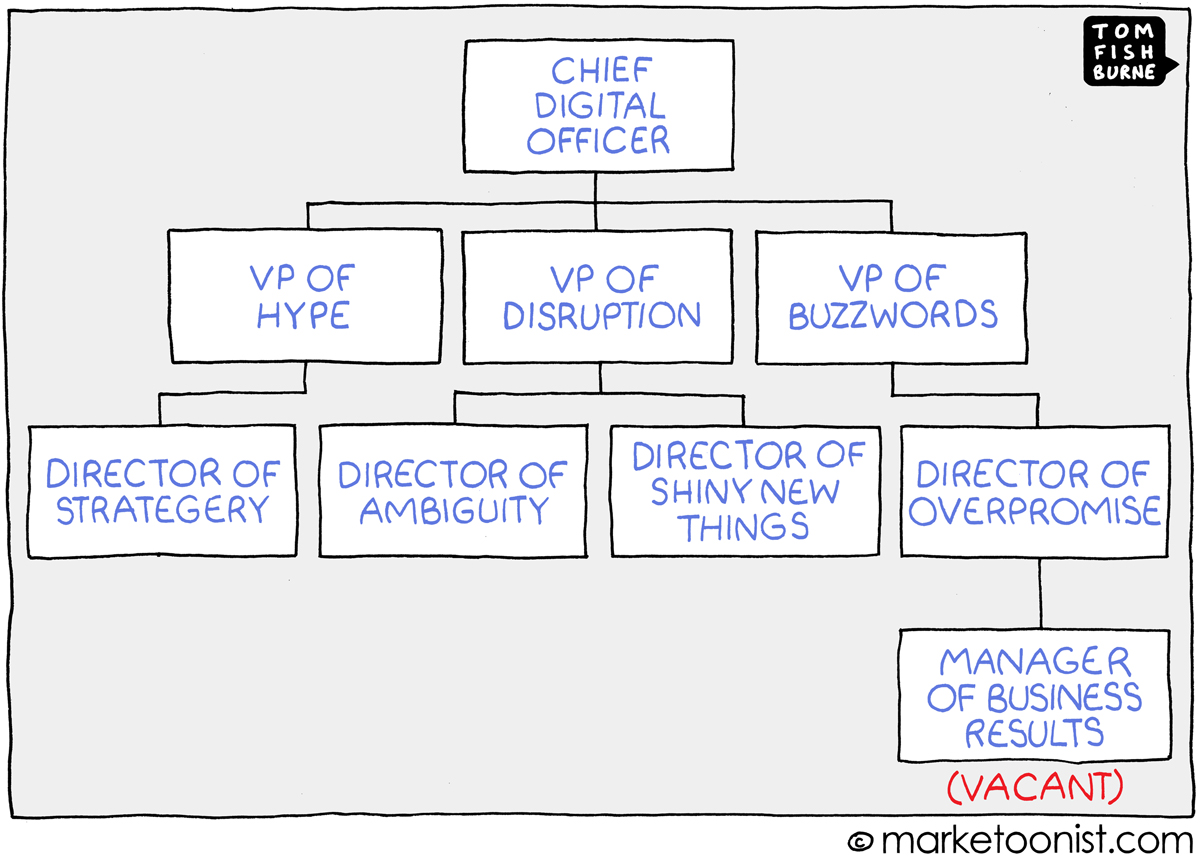 TOM
FISH
BURNE
CHIEF
DIGITAL
OFFICER
VP OF
HYPE
VP OF
DISRUPTION
VP OF
BUZZWORDS
DIRECTOR OF
STRATEGERY
DIRECTOR OF
AMBIGUITY
DIRECTOR OF
SHINY NEW
THINGS
DIRECTOR OF
OVERPROMISE
MANAGER
OF BUSINESS
RESULTS
(VACANT)
© marketoonist.com